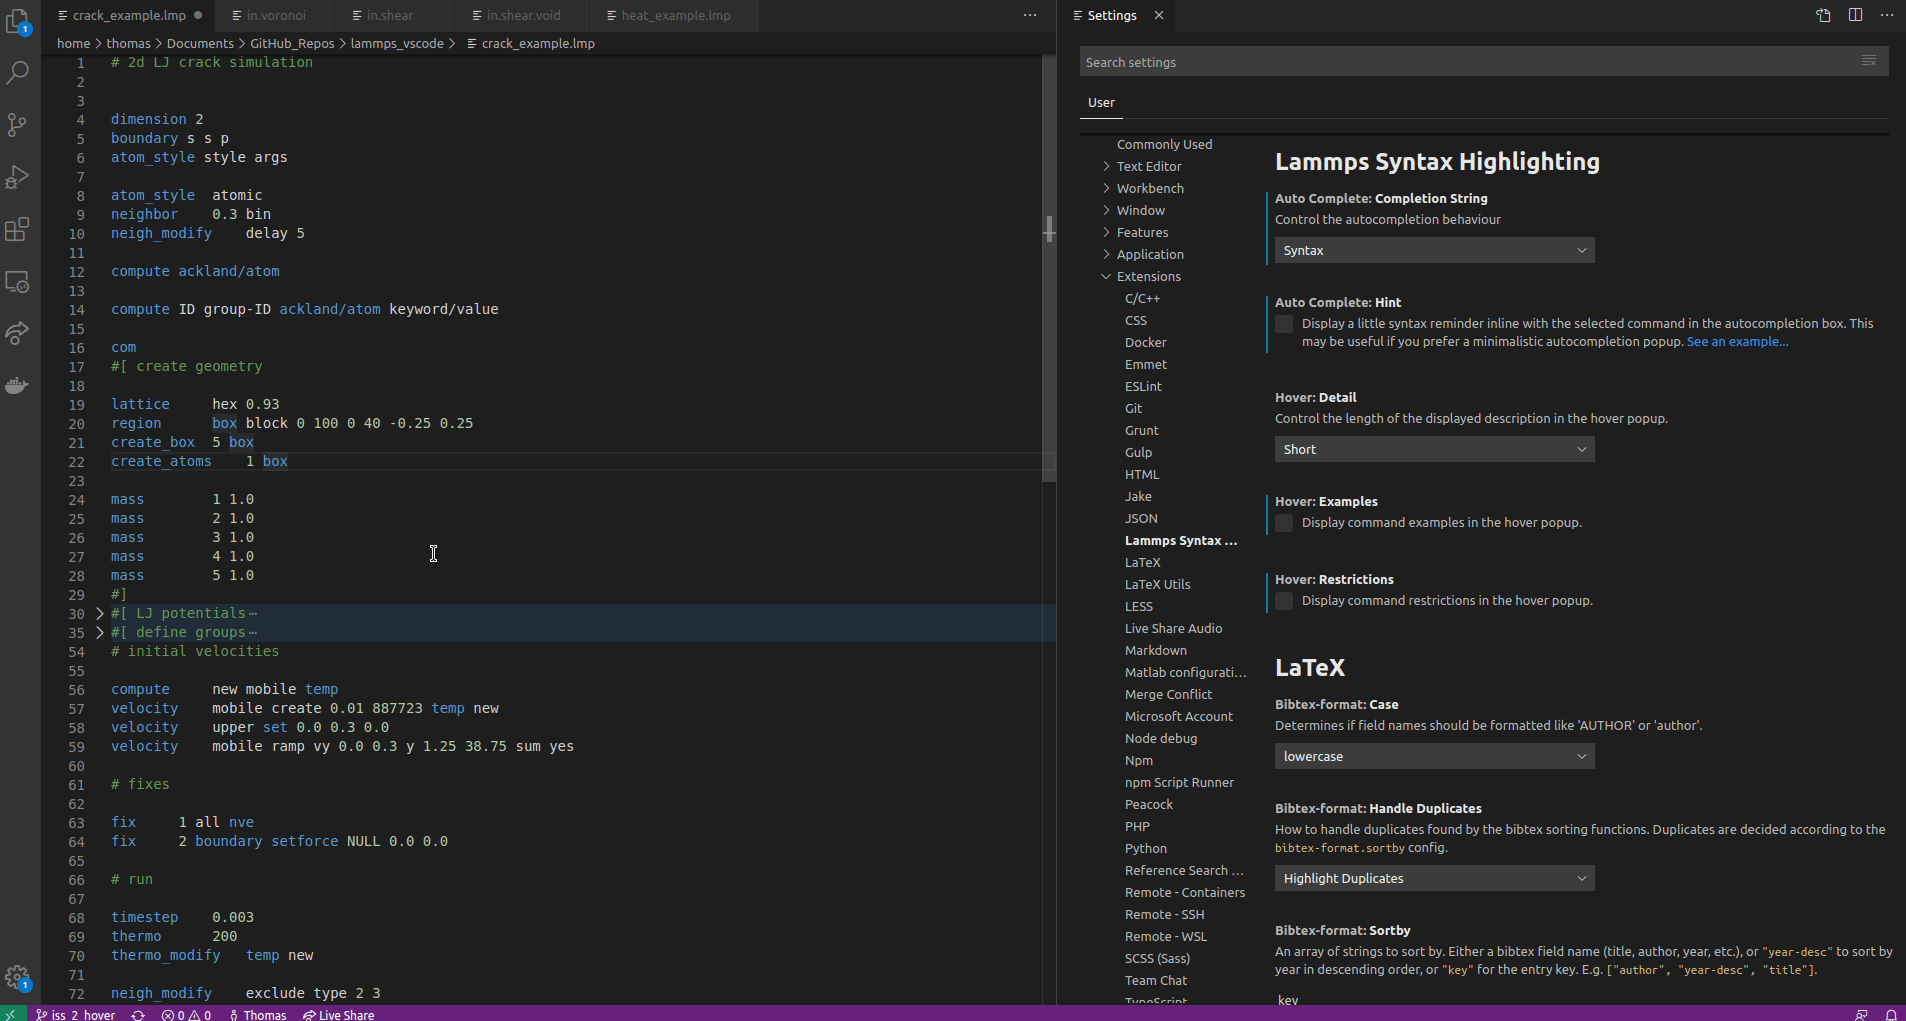 crack_example.lmp
in.voronoi
in.shear
in.shear.void
heat_example.lmp
home > thomas > Documents > GitHub_Repos > lammps_vscode > crack_example.lmp
1 # 2d LJ crack simulation
2
3
4 dimension 2
5 boundary s s p
6 atom_style style args
7
8 atom_style atomic
9 neighbor 0.3 bin
10 neigh_modify delay 5
11
12 compute ackland/atom
13
14 compute ID group-ID ackland/atom keyword/value
15
16 com
17 #[ create geometry
18
19 lattice hex 0.93
20 region box block 0 100 0 40 -0.25 0.25
21 create_box 5 box
22 create_atoms 1 box
23
24 mass 1 1.0
25 mass 2 1.0
26 mass 3 1.0
27 mass 4 1.0
28 mass 5 1.0
29 #]
30 #[ LJ potentials⋯
35 #[ define groups⋯
54 # initial velocities
55
56 compute new mobile temp
57 velocity mobile create 0.01 887723 temp new
58 velocity upper set 0.0 0.3 0.0
59 velocity mobile ramp vy 0.0 0.3 y 1.25 38.75 sum yes
60
61 # fixes
62
63 fix 1 all nve
64 fix 2 boundary setforce NULL 0.0 0.0
65
66 # run
67
68 timestep 0.003
69 thermo 200
70 thermo_modify temp new
71
72 neigh_modify exclude type 2 3
1
1
Settings
Search settings
User
Commonly Used
Text Editor
Workbench
Window
Features
Application
Extensions
C/C++
CSS
Docker
Emmet
ESLint
Git
Grunt
Gulp
HTML
Jake
JSON
Lammps Syntax ...
LaTeX
LaTeX Utils
LESS
Live Share Audio
Markdown
Matlab configurati...
Merge Conflict
Microsoft Account
Node debug
Npm
npm Script Runner
Peacock
PHP
Python
Reference Search ...
Remote - Containers
Remote - SSH
Remote - WSL
SCSS (Sass)
Team Chat
TypeScript
Lammps Syntax Highlighting
Auto Complete: Completion String
Control the autocompletion behaviour
Syntax
Auto Complete: Hint
Display a little syntax reminder inline with the selected command in the autocompletion box. This
may be useful if you prefer a minimalistic autocompletion popup. See an example...
Hover: Detail
Control the length of the displayed description in the hover popup.
Short
Hover: Examples
Display command examples in the hover popup.
Hover: Restrictions
Display command restrictions in the hover popup.
LaTeX
Bibtex-format: Case
Determines if field names should be formatted like 'AUTHOR' or 'author'.
lowercase
Bibtex-format: Handle Duplicates
How to handle duplicates found by the bibtex sorting functions. Duplicates are decided according to the
bibtex-format.sortby config.
Highlight Duplicates
Bibtex-format: Sortby
An array of strings to sort by. Either a bibtex field name (title, author, year, etc.), or "year-desc" to sort by
year in descending order, or "key" for the entry key. E.g. ["author", "year-desc", "title"].
key
iss_2_hover 0 0 Thomas Live Share